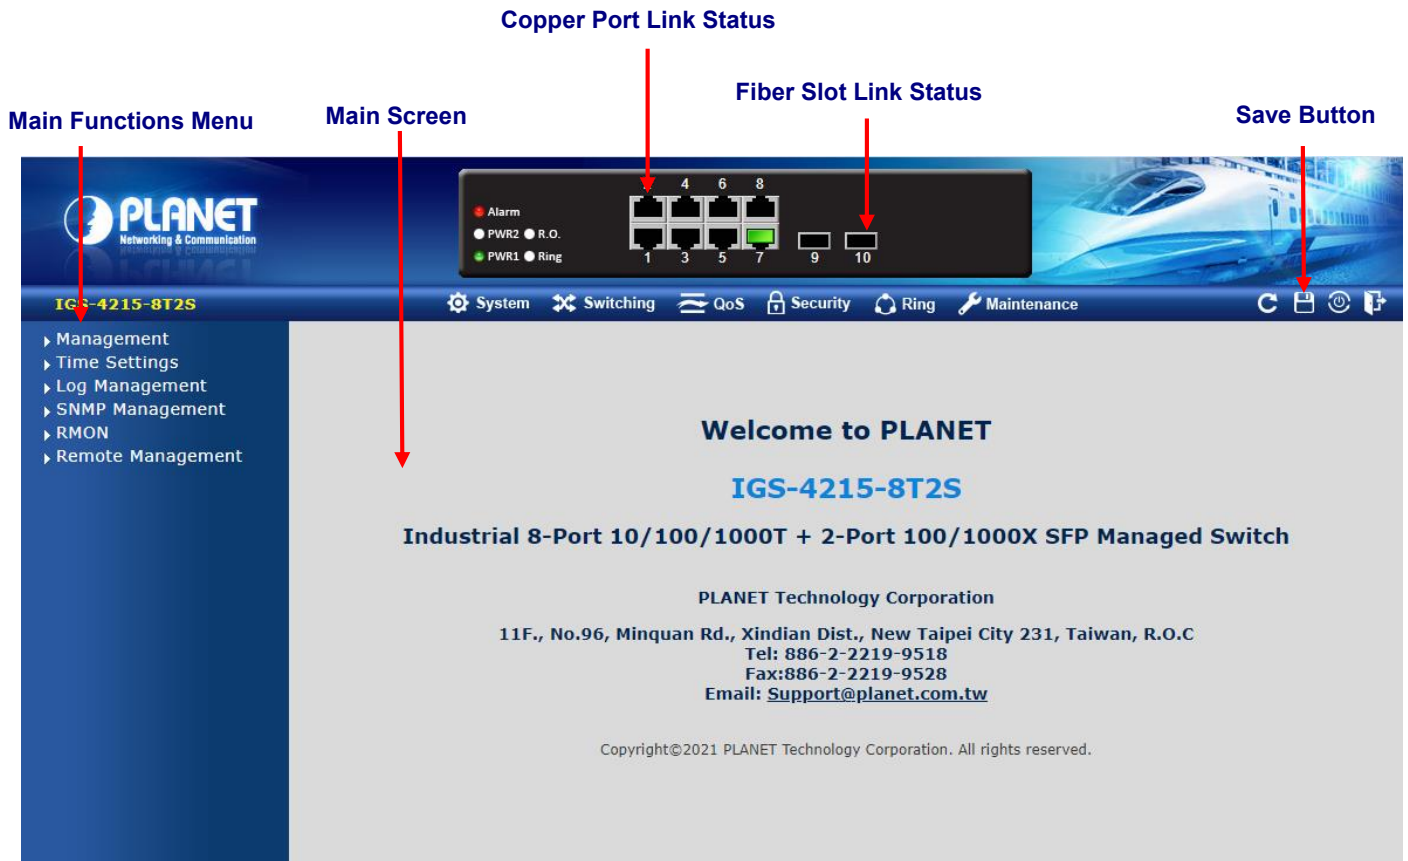 Copper Port Link Status
Fiber Slot Link Status
Main Functions Menu
Main Screen
Save Button
PLANET
Networking & Communication
4 6 8
Alarm
PWR2 R.O.
PWR1 Ring
1 3 5 7 9 10
IGS-4215-8T2S
System Switching QoS Security Ring Maintenance
Management
Time Settings
Log Management
SNMP Management
RMON
Remote Management
Welcome to PLANET
IGS-4215-8T2S
Industrial 8-Port 10/100/1000T + 2-Port 100/1000X SFP Managed Switch
PLANET Technology Corporation
11F., No.96, Minquan Rd., Xindian Dist., New Taipei City 231, Taiwan, R.O.C
Tel: 886-2-2219-9518
Fax:886-2-2219-9528
Email: Support@planet.com.tw
Copyright©2021 PLANET Technology Corporation. All rights reserved.